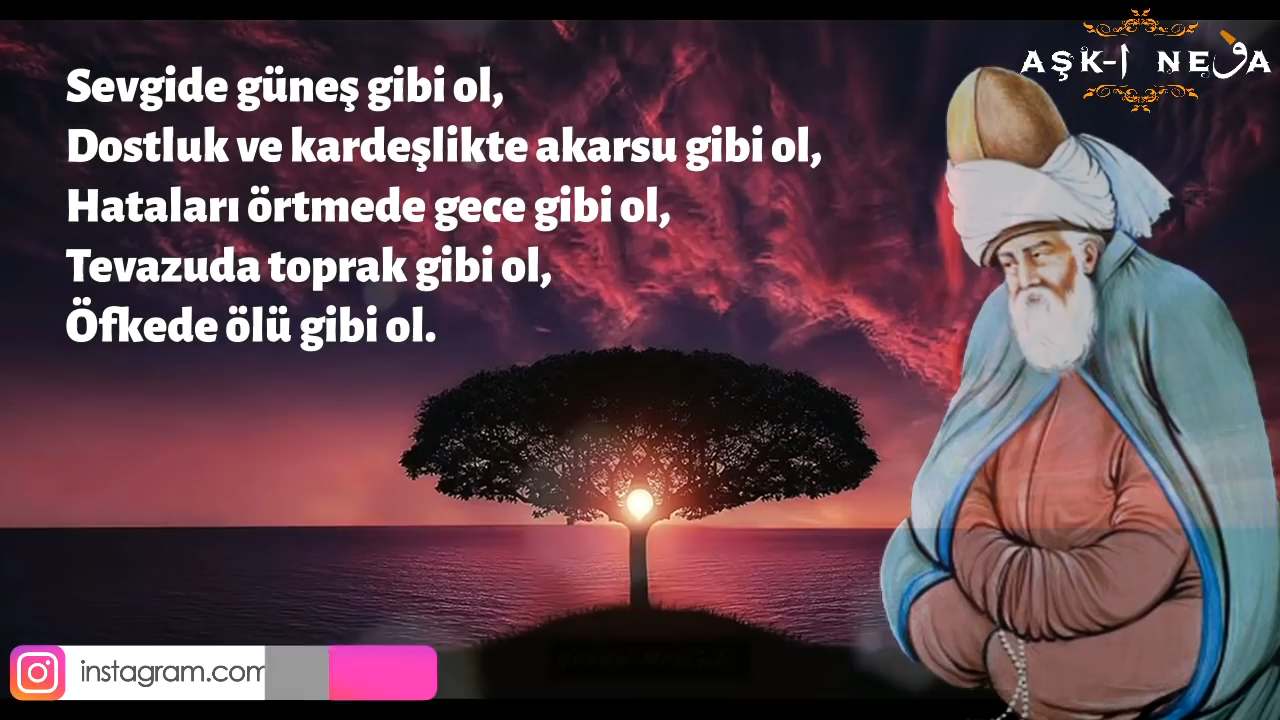 AŞK-I NEVA
Sevgide güneş gibi ol,
Dostluk ve kardeşlikte akarsu gibi ol,
Hataları örtmede gece gibi ol,
Tevazuda toprak gibi ol,
Öfkede ölü gibi ol.
instagram.com